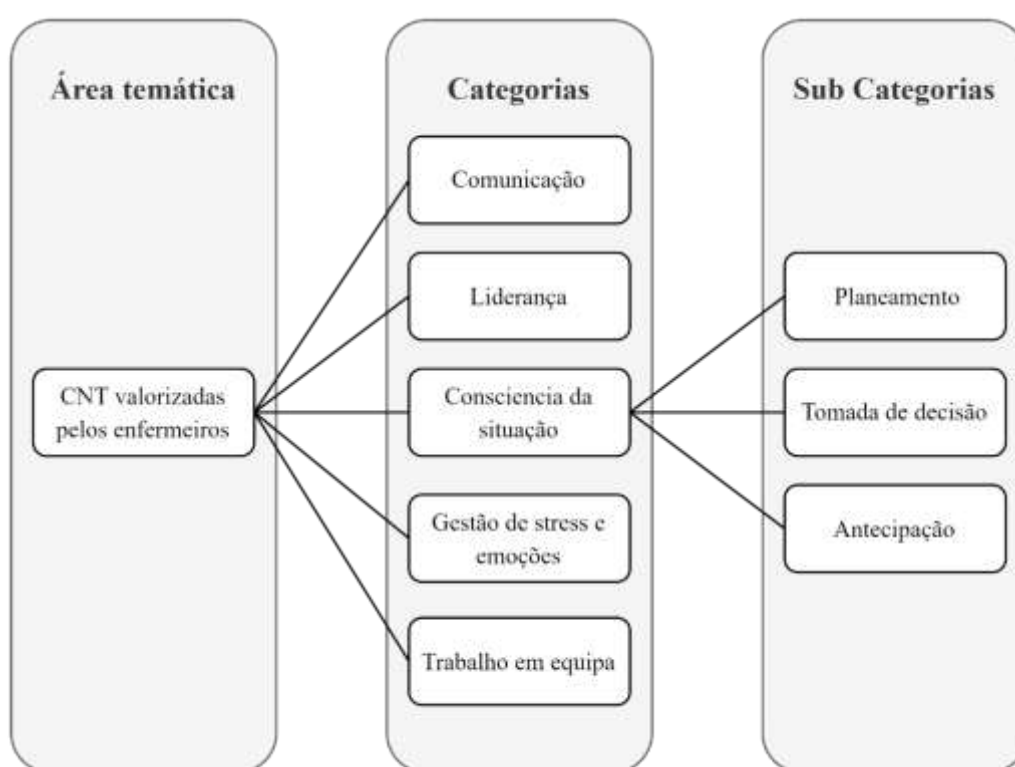 Área temática
CNT valorizadas
pelos enfermeiros
Categorias
Comunicação
Liderança
Consciencia da
situação
Gestão de stress e
emoções
Trabalho em equipa
Sub Categorias
Planeamento
Tomada de decisão
Antecipação